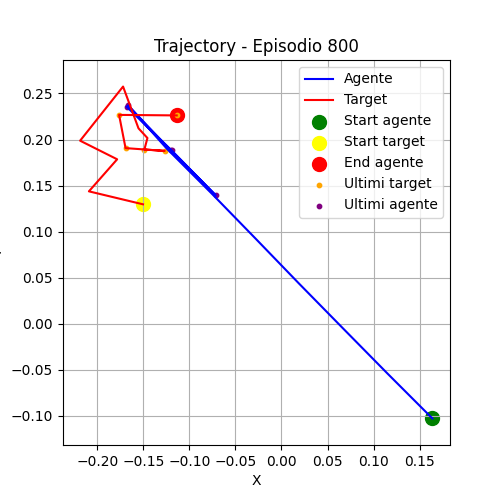 Trajectory - Episodio 800
Agente
Target
Start agente
Start target
End agente
Ultimi target
Ultimi agente
0.25
0.20
0.15
0.10
0.05
0.00
−0.05
−0.10
−0.20 −0.15 −0.10 −0.05 0.00 0.05 0.10 0.15
X